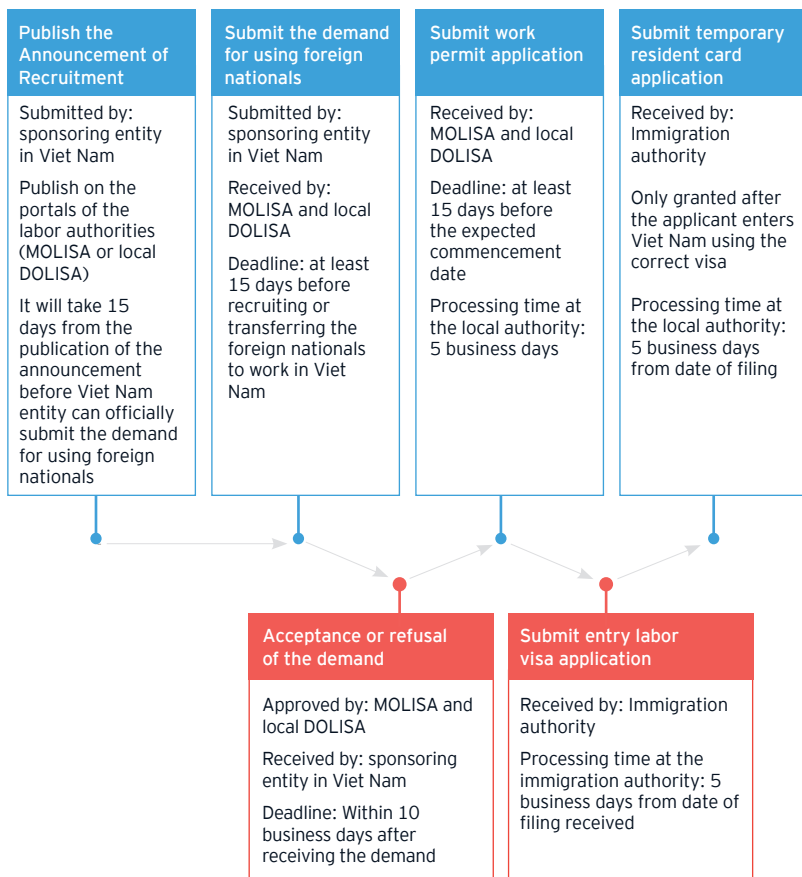 Publish the
Announcement of
Recruitment
Submitted by:
sponsoring entity
in Viet Nam
Publish on the
portals of the
labor authorities
(MOLISA or local
DOLISA)
It will take 15
days from the
publication of the
announcement
before Viet Nam
entity can officially
submit the demand
for using foreign
nationals
Submit the demand
for using foreign
nationals
Submitted by:
sponsoring entity
in Viet Nam
Received by:
MOLISA and local
DOLISA
Deadline: at least
15 days before
recruiting or
transferring the
foreign nationals
to work in Viet
Nam
Submit work
permit application
Received by:
MOLISA and local
DOLISA
Deadline: at least
15 days before
the expected
commencement
date
Processing time at
the local authority:
5 business days
Submit temporary
resident card
application
Received by:
Immigration
authority
Only granted after
the applicant enters
Viet Nam using the
correct visa
Processing time at
the local authority:
5 business days
from date of filing
Acceptance or refusal
of the demand
Approved by: MOLISA and
local DOLISA
Received by: sponsoring
entity in Viet Nam
Deadline: Within 10
business days after
receiving the demand
Submit entry labor
visa application
Received by: Immigration
authority
Processing time at the
immigration authority: 5
business days from date of
filing received